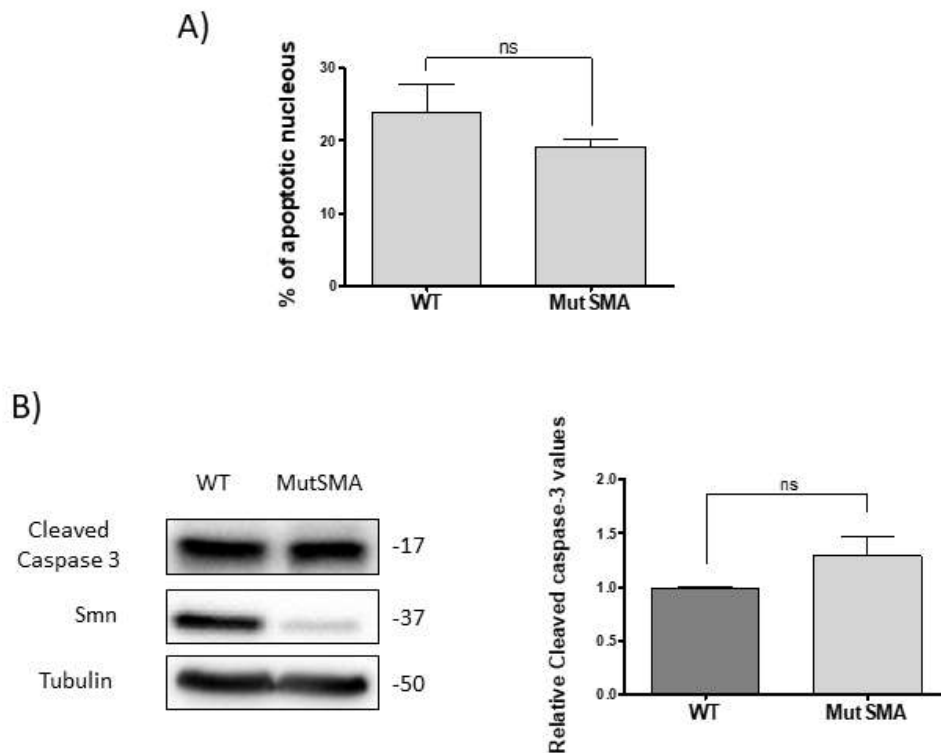 A)
ns
30
20
10
0
% of apoptotic nucleous
WT
Mut SMA
B)
WT
MutSMA
Cleaved
Caspase 3
-17
Smn
-37
Tubulin
-50
ns
2.0
1.5
1.0
0.5
0.0
Relative Cleaved caspase-3 values
WT
Mut SMA